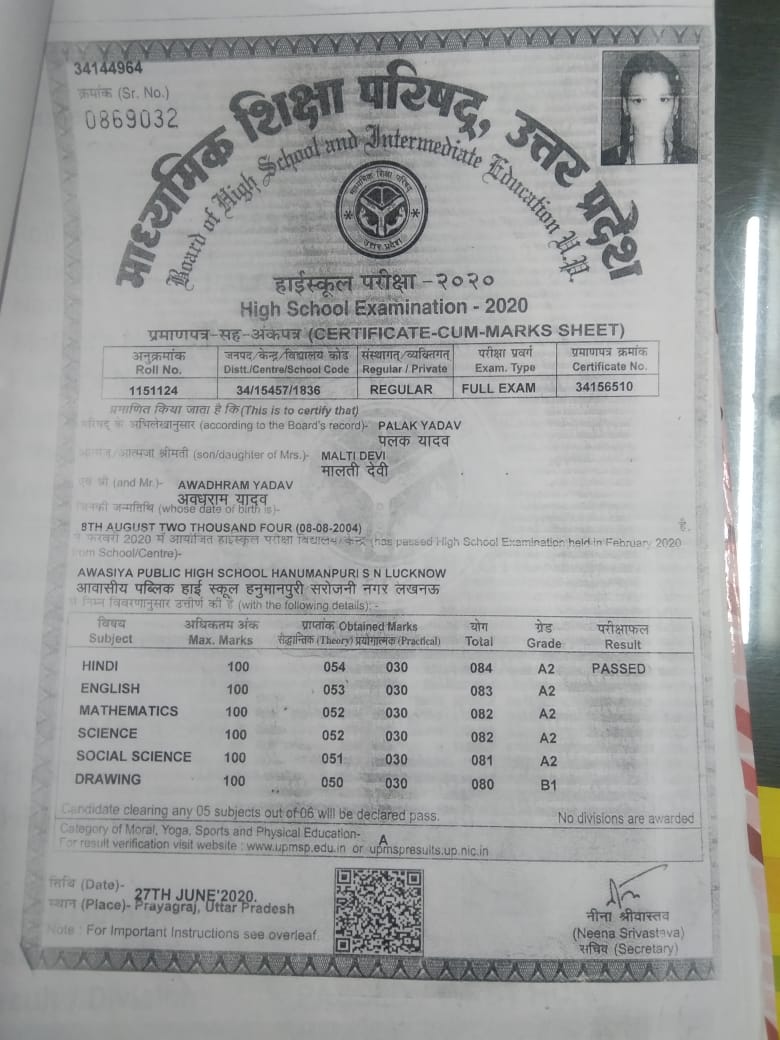 34144964
क्रमांक (Sr. No.)
0869032
माध्यमिक शिक्षा परिषद्, उत्तर प्रदेश
Board of High School and Intermediate Education U.P.
माध्यमिक शिक्षा परिषद्
उत्तर प्रदेश
हाईस्कूल परीक्षा -२०२०
High School Examination - 2020
प्रमाणपत्र-सह-अंकपत्र (CERTIFICATE-CUM-MARKS SHEET)
अनुक्रमांक जनपद/केन्द्र/विद्यालय कोड संस्थागत/व्यक्तिगत परीक्षा प्रवर्ग प्रमाणपत्र क्रमांक
Roll No. Distt./Centre/School Code Regular / Private Exam. Type Certificate No.
1151124 34/15457/1836 REGULAR FULL EXAM 34156510
प्रमाणित किया जाता है कि(This is to certify that)
परिषद् के अभिलेखानुसार (according to the Board's record)- PALAK YADAV
पलक यादव
आत्मज/आत्मजा श्रीमती (son/daughter of Mrs.)- MALTI DEVI
मालती देवी
एवं श्री (and Mr.)- AWADHRAM YADAV
अवधराम यादव
जिनकी जन्मतिथि (whose date of birth is)-
8TH AUGUST TWO THOUSAND FOUR (08-08-2004) है,
ने फरवरी 2020 में आयोजित हाईस्कूल परीक्षा विद्यालय/केन्द्र (has passed High School Examination held in February 2020
from School/Centre)-
AWASIYA PUBLIC HIGH SCHOOL HANUMANPURI S N LUCKNOW
आवासीय पब्लिक हाई स्कूल हनुमानपुरी सरोजनी नगर लखनऊ
से निम्न विवरणानुसार उत्तीर्ण की है (with the following details):-
विषय अधिकतम अंक प्राप्तांक Obtained Marks योग ग्रेड परीक्षाफल
Subject Max. Marks सैद्धान्तिक (Theory) प्रयोगात्मक (Practical) Total Grade Result
HINDI 100 054 030 084 A2 PASSED
ENGLISH 100 053 030 083 A2
MATHEMATICS 100 052 030 082 A2
SCIENCE 100 052 030 082 A2
SOCIAL SCIENCE 100 051 030 081 A2
DRAWING 100 050 030 080 B1
Candidate clearing any 05 subjects out of 06 will be declared pass. No divisions are awarded
Category of Moral, Yoga, Sports and Physical Education- A
For result verification visit website : www.upmsp.edu.in or upmspresults.up.nic.in
तिथि (Date)- 27TH JUNE'2020.
स्थान (Place)- Prayagraj, Uttar Pradesh
Note : For Important Instructions see overleaf.
नीना श्रीवास्तव
(Neena Srivastava)
सचिव (Secretary)